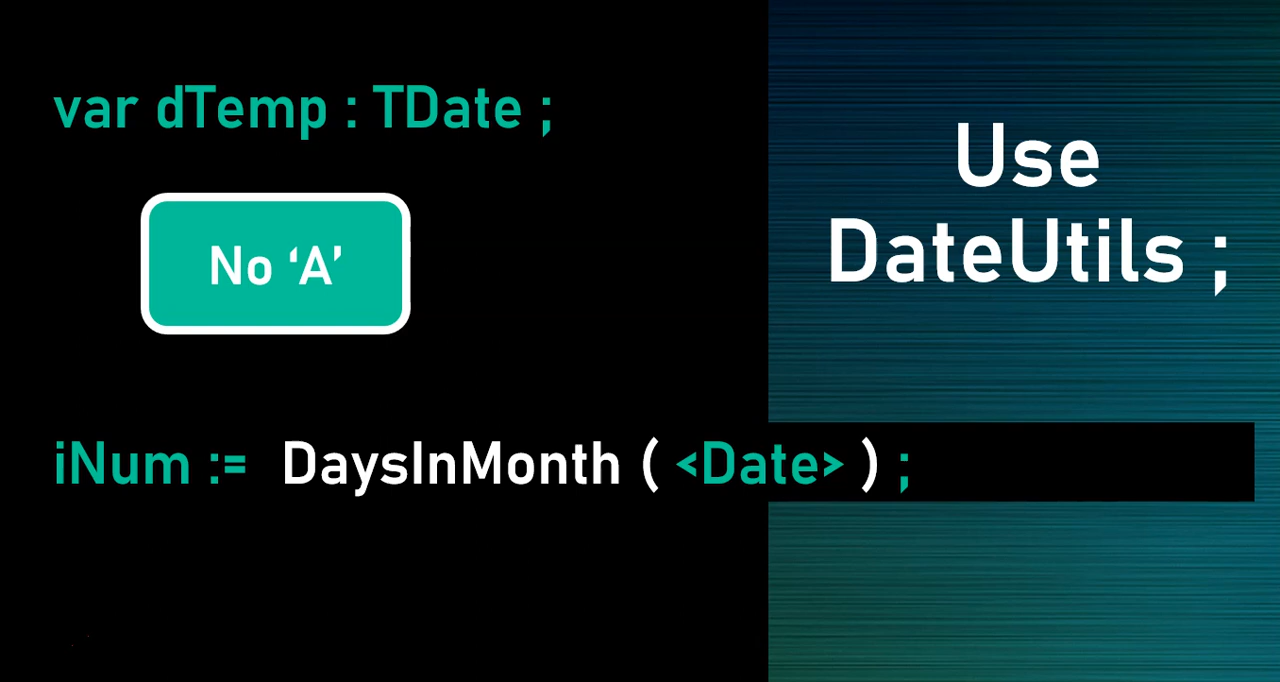 var dTemp : TDate ;
No ‘A’
Use
DateUtils ;
iNum := DaysInMonth ( <Date> ) ;